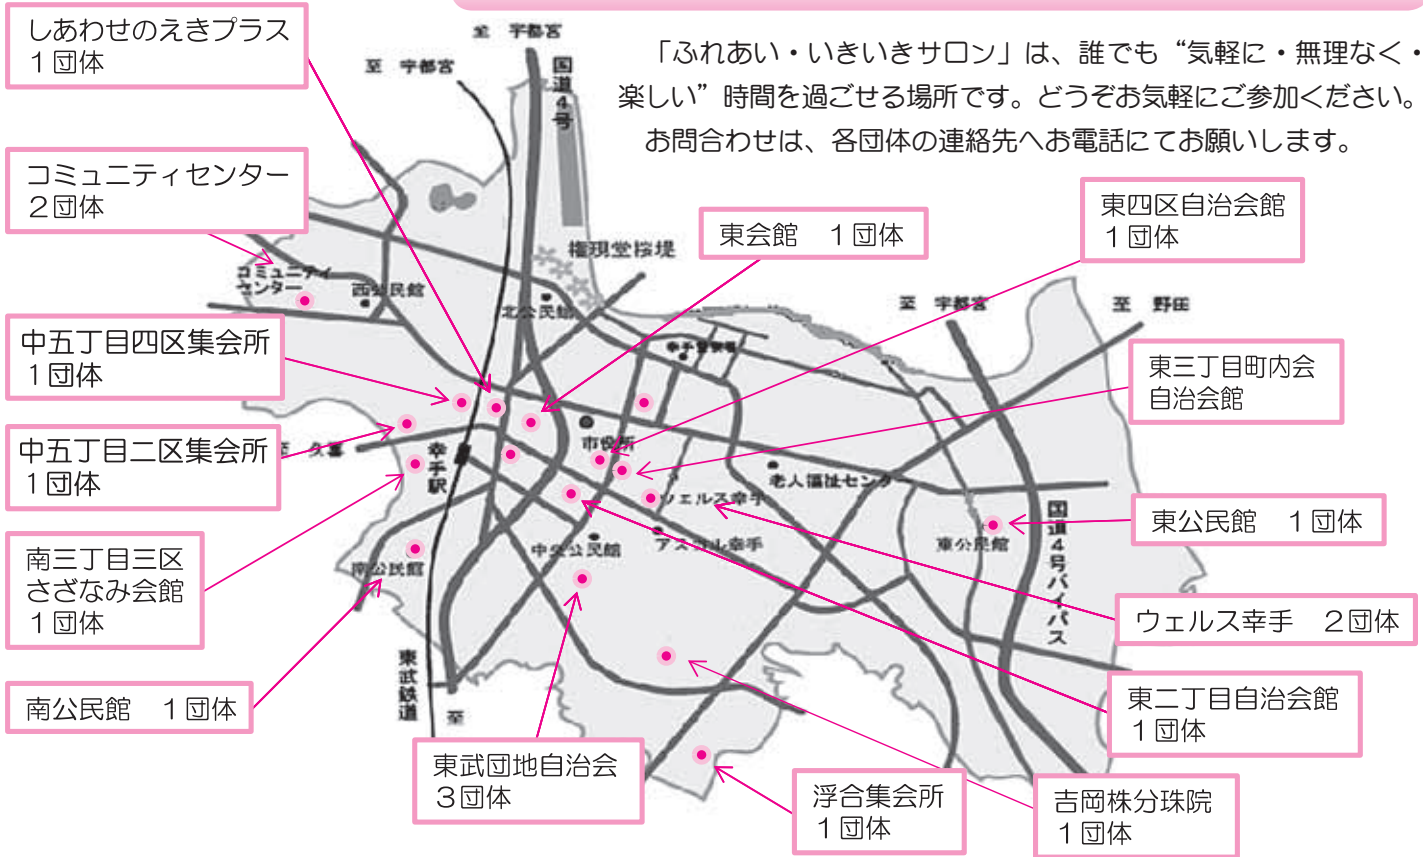 「ふれあい・いきいきサロン」は、誰でも“気軽に・無理なく・
楽しい”時間を過ごせる場所です。どうぞお気軽にご参加ください。
お問合わせは、各団体の連絡先へお電話にてお願いします。
しあわせのえきプラス
1団体
コミュニティセンター
2団体
中五丁目四区集会所
1団体
中五丁目二区集会所
1団体
南三丁目三区
さざなみ会館
1団体
南公民館 1団体
東武団地自治会
3団体
浮合集会所
1団体
吉岡株分珠院
1団体
東二丁目自治会館
1団体
ウェルス幸手 2団体
東公民館 1団体
東三丁目町内会
自治会館
東四区自治会館
1団体
東会館 1団体
至 宇都宮
至 宇都宮
国道4号
権現堂桜堤
コミュニティ
センター
西公民館
北公民館
幸手警察署
至 宇都宮
至 野田
至 久喜
幸手駅
市役所
老人福祉センター
ウェルス幸手
アスカル幸手
中央公民館
南公民館
東公民館
国道4号バイパス
東武鉄道
至